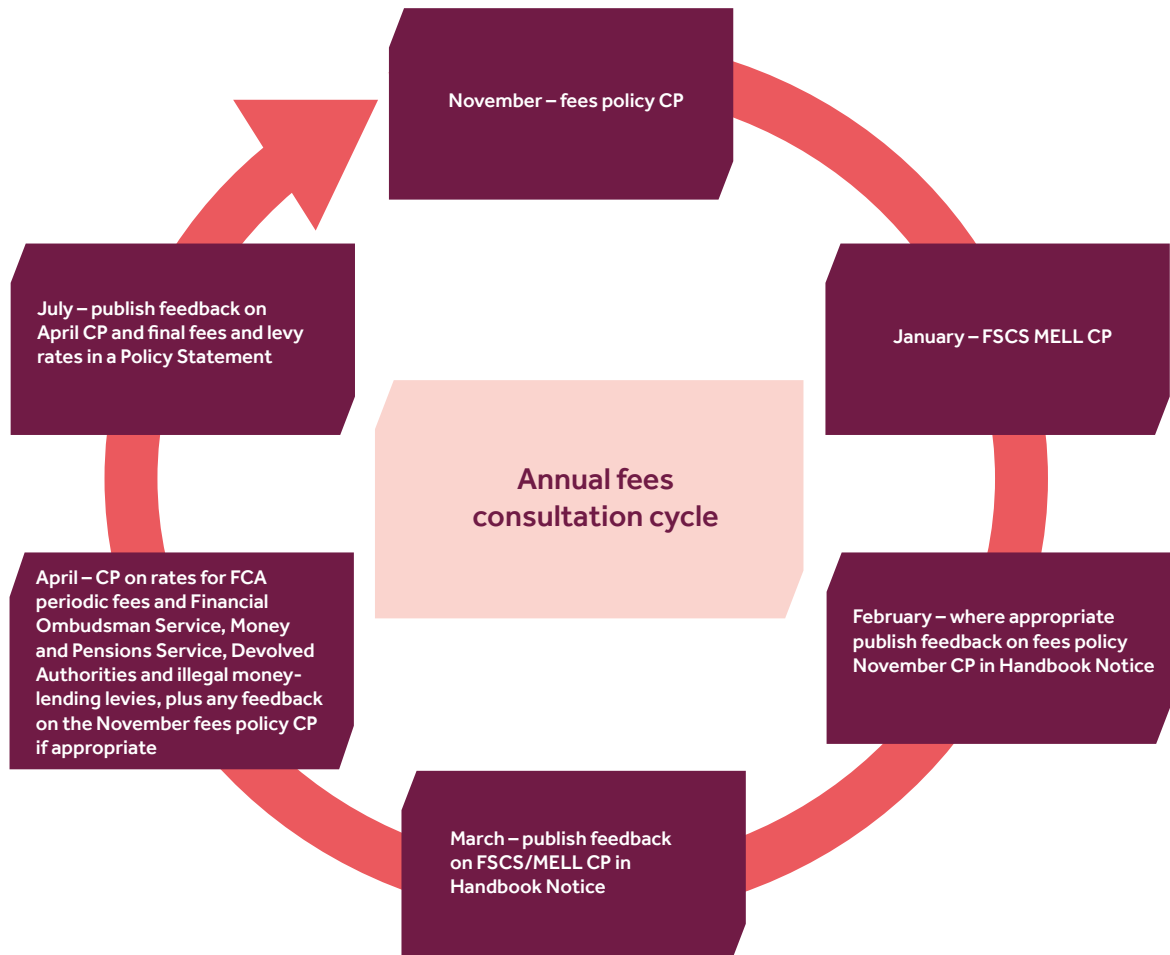 November – fees policy CP
January – FSCS MELL CP
February – where appropriate
publish feedback on fees policy
November CP in Handbook Notice
March – publish feedback
on FSCS/MELL CP in
Handbook Notice
April – CP on rates for FCA
periodic fees and Financial
Ombudsman Service, Money
and Pensions Service, Devolved
Authorities and illegal money-
lending levies, plus any feedback
on the November fees policy CP
if appropriate
July – publish feedback on
April CP and final fees and levy
rates in a Policy Statement
Annual fees
consultation cycle